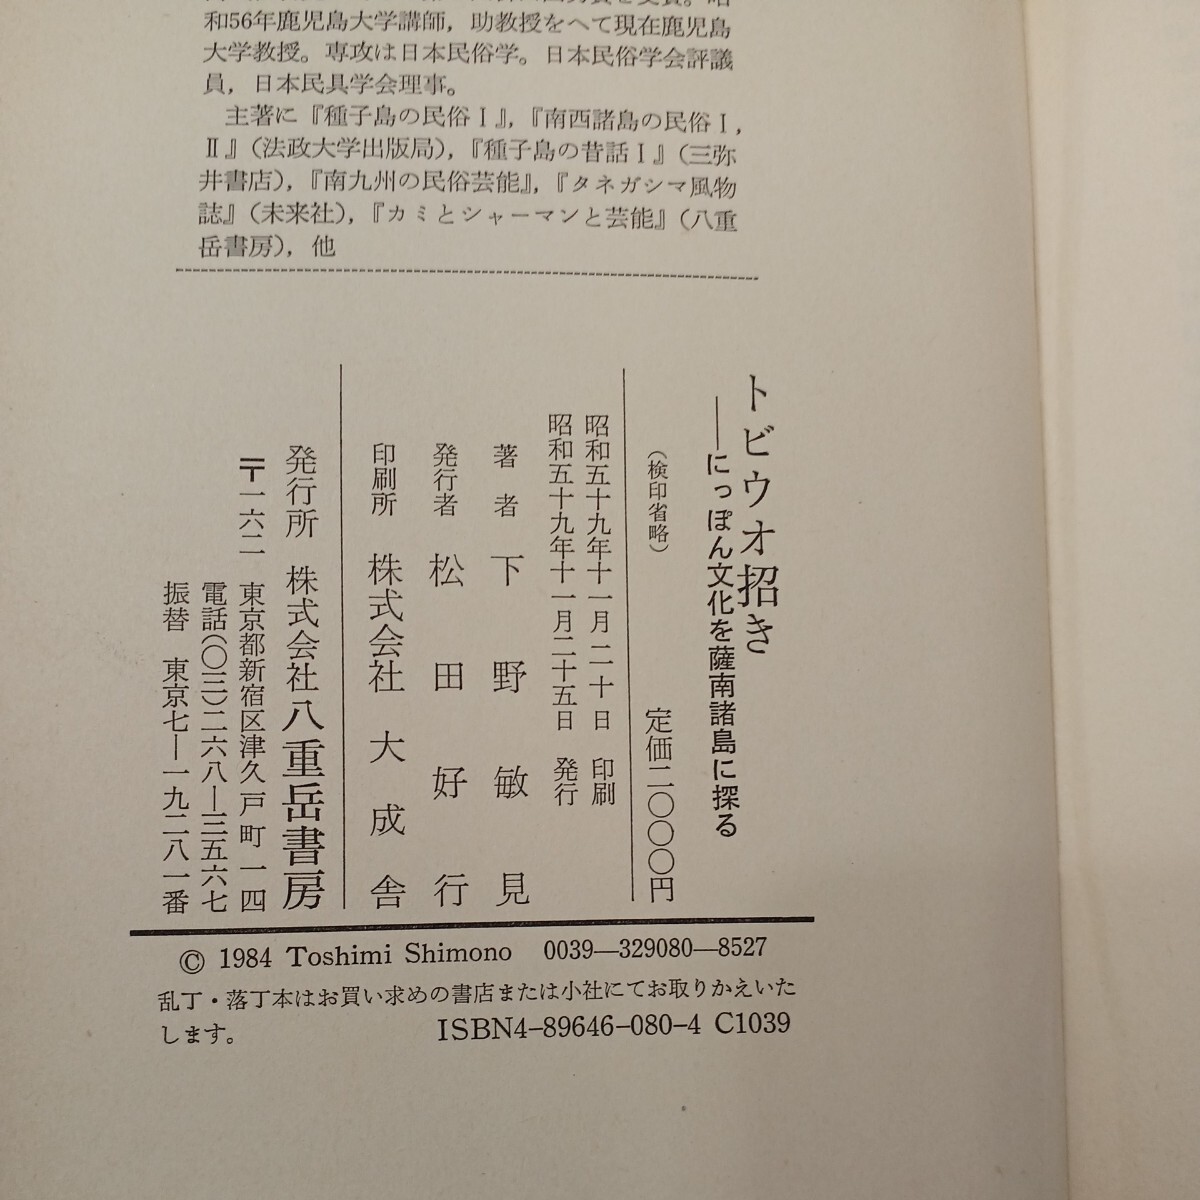 和56年鹿児島大学講師，助教授をへて現在鹿児島
大学教授。専攻は日本民俗学。日本民俗学会評議
員，日本民具学会理事。
主著に『種子島の民俗Ⅰ』，『南西諸島の民俗Ⅰ，
Ⅱ』（法政大学出版局），『種子島の昔話Ⅰ』（三弥
井書店），『南九州の民俗芸能』，『タネガシマ風物
誌』（未来社），『カミとシャーマンと芸能』（八重
岳書房），他
トビウオ招き
――にっぽん文化を薩南諸島に探る
（検印省略） 定価二〇〇〇円
昭和五十九年十一月二十日 印刷
昭和五十九年十一月二十五日 発行
著者 下野敏見
発行者 松田好行
印刷所 株式会社 大成舎
発行所 株式会社 八重岳書房
〒一六二 東京都新宿区津久戸町一四
電話（〇三）二六八―三五六七
振替 東京七―一九二八一番
© 1984 Toshimi Shimono 0039―329080―8527
乱丁・落丁本はお買い求めの書店または小社にてお取りかえいた
します。 ISBN4-89646-080-4 C1039